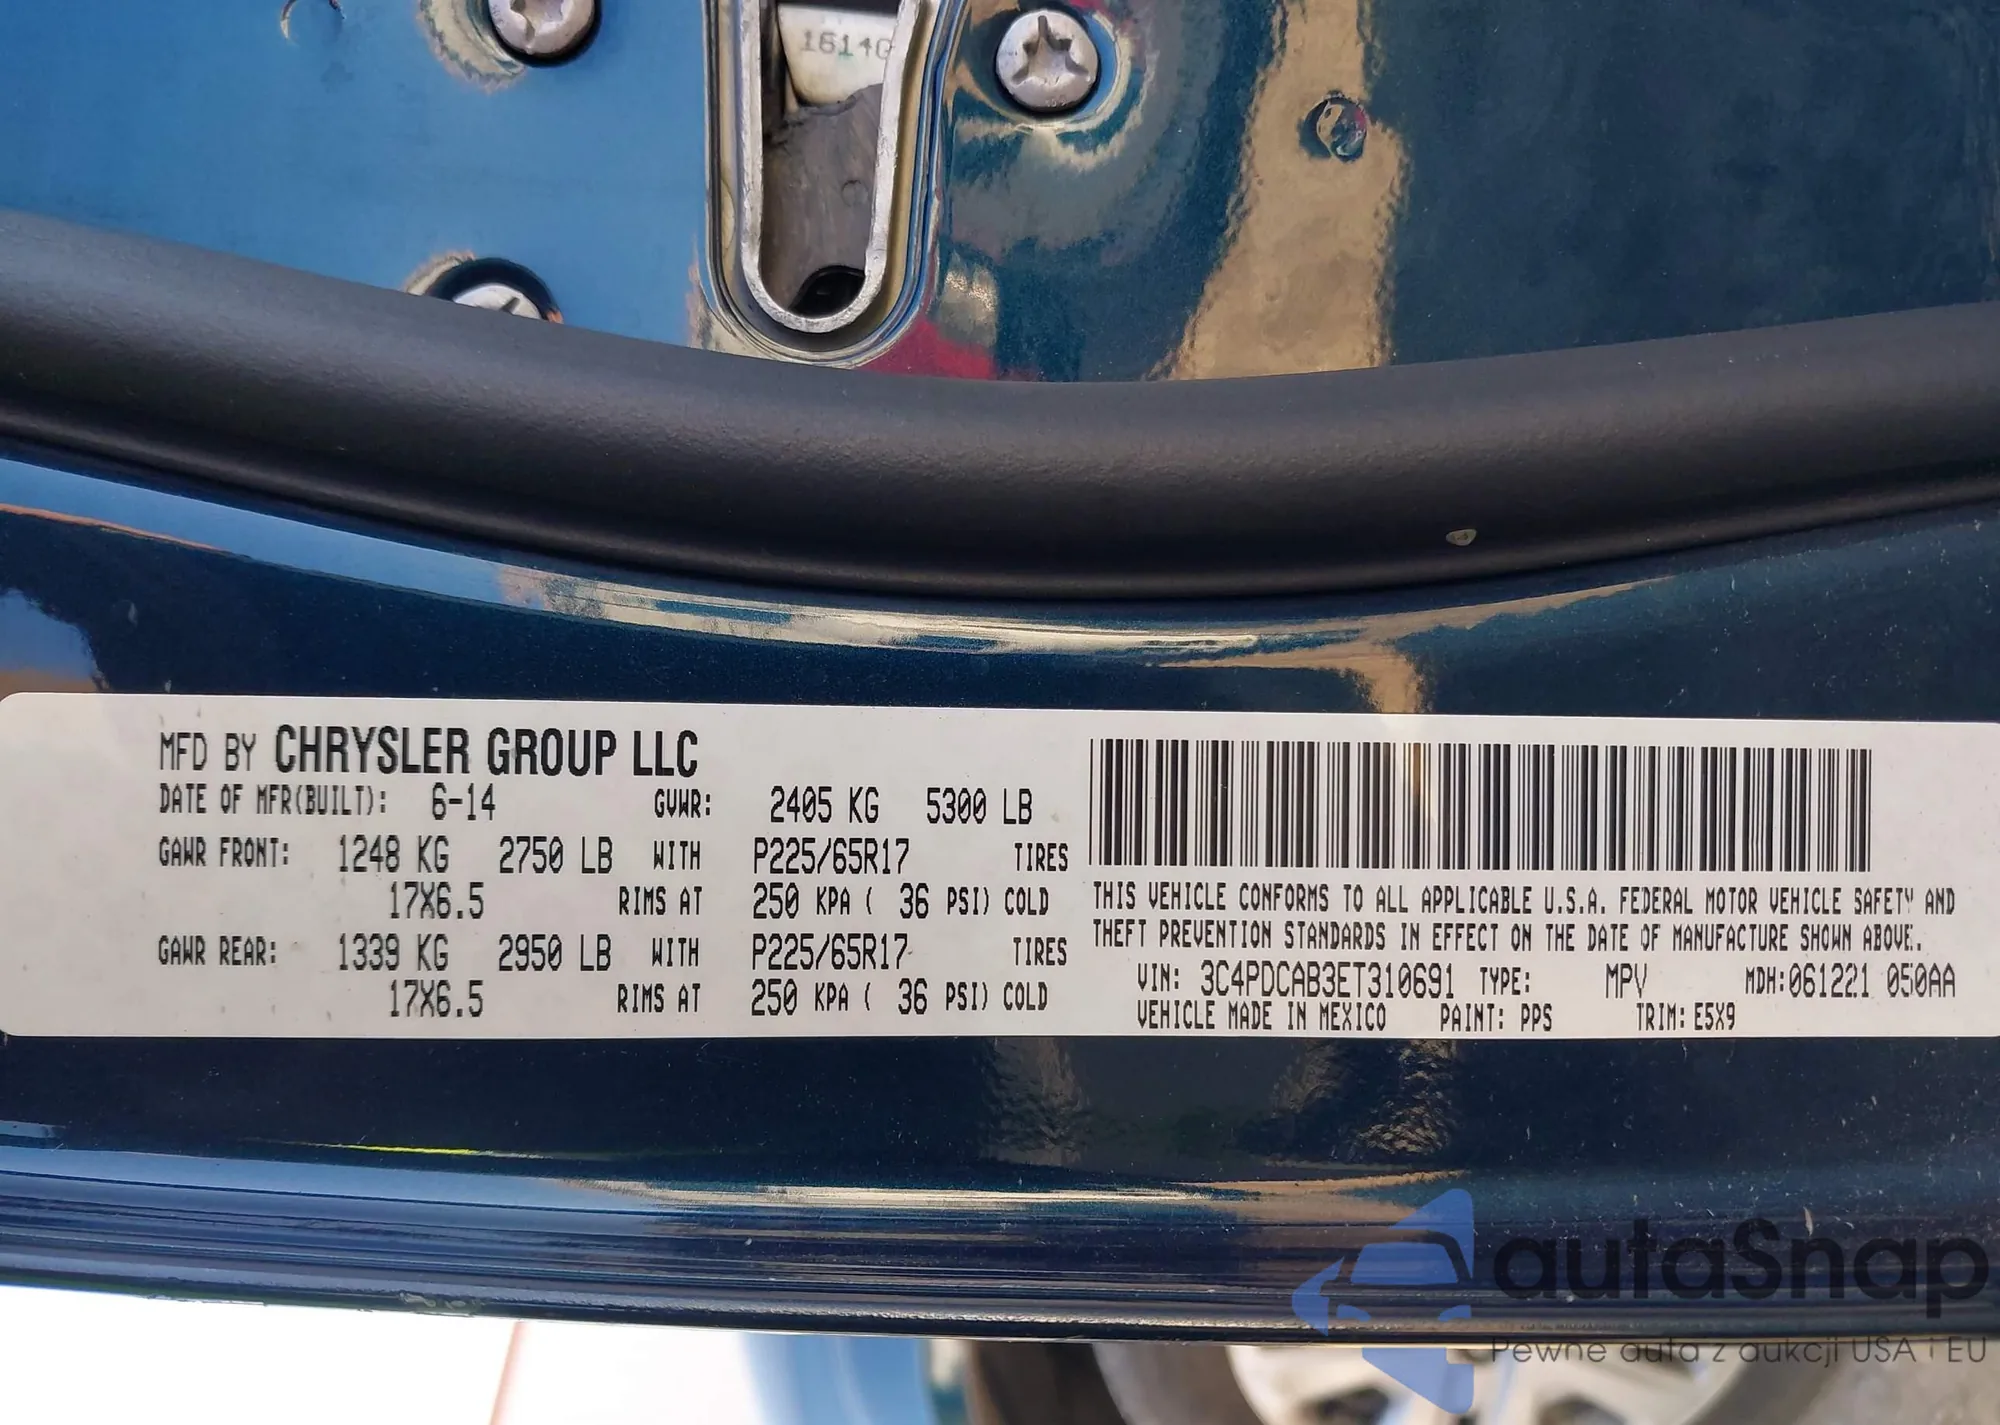 1614G
MFD BY CHRYSLER GROUP LLC
DATE OF MFR(BUILT): 6-14 GVWR: 2405 KG 5300 LB
GAWR FRONT: 1248 KG 2750 LB WITH P225/65R17 TIRES
17X6.5 RIMS AT 250 KPA ( 36 PSI) COLD
GAWR REAR: 1339 KG 2950 LB WITH P225/65R17 TIRES
17X6.5 RIMS AT 250 KPA ( 36 PSI) COLD
THIS VEHICLE CONFORMS TO ALL APPLICABLE U.S.A. FEDERAL MOTOR VEHICLE SAFETY AND
THEFT PREVENTION STANDARDS IN EFFECT ON THE DATE OF MANUFACTURE SHOWN ABOVE.
VIN: 3C4PDCAB3ET310691 TYPE: MPV MDH:061221 050AA
VEHICLE MADE IN MEXICO PAINT: PPS TRIM: E5X9
autaSnap
Pewne auta z aukcji USA i EU